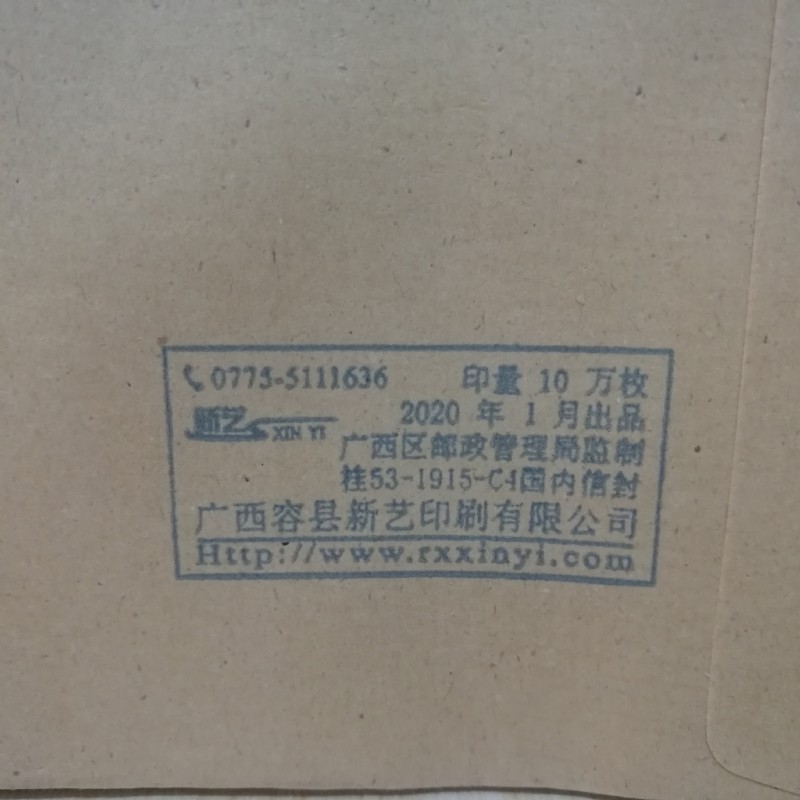 0775-5111636 印量 10 万枚
新艺 XIN YI 2020 年 1 月出品
广西区邮政管理局监制
桂53-1915-C4国内信封
广西容县新艺印刷有限公司
Http://www.rxxinyi.com